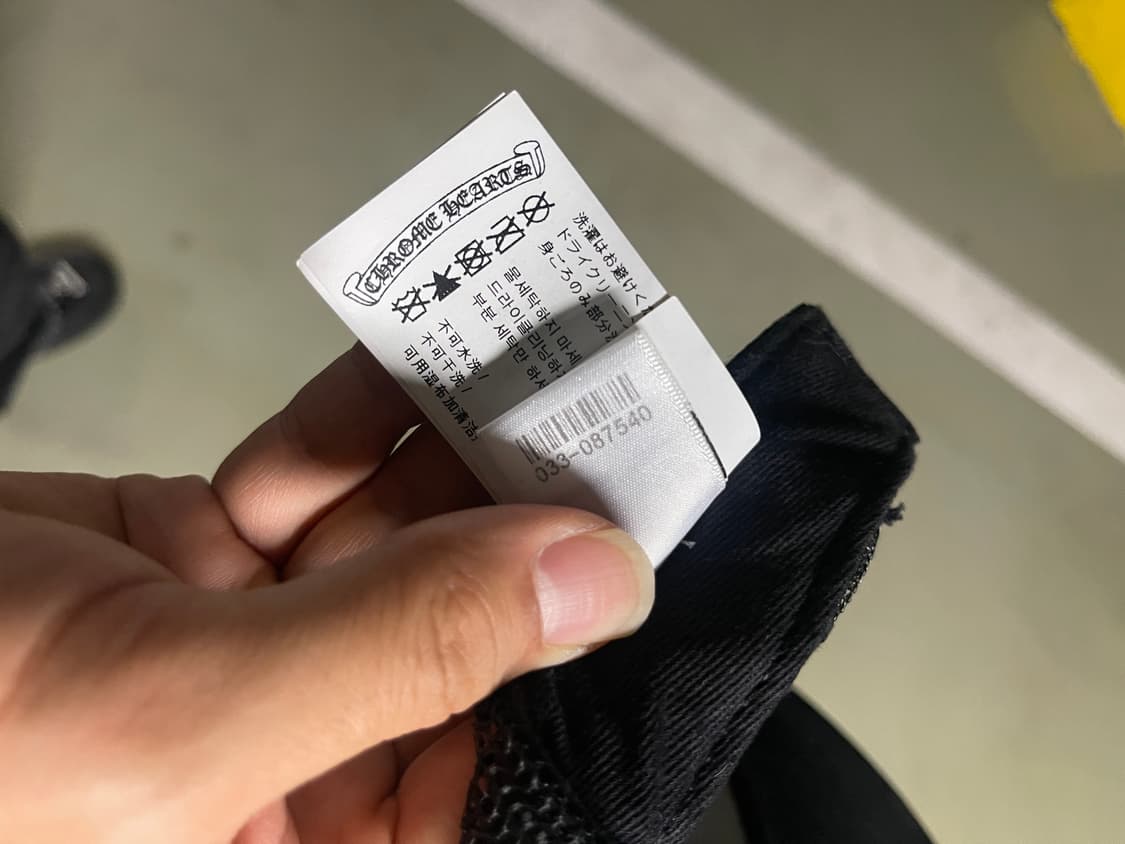 CHROME HEARTS
洗濯はお避けく
ドライクリーニ
身ごろのみ部分洗
물세탁하지 마세
드라이클리닝하
부분 세탁만 하시
不可水洗/
不可干洗/
可用湿布加清洁。
033-087540